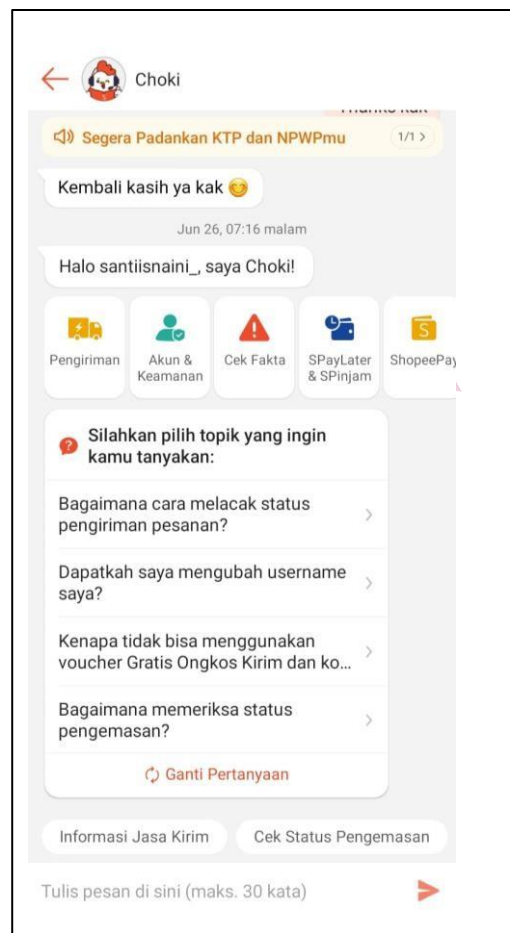 Choki
Segera Padankan KTP dan NPWPmu
1/1 >
Kembali kasih ya kak
Jun 26, 07:16 malam
Halo santiisnaini_, saya Choki!
Pengiriman
Akun &
Keamanan
Cek Fakta
SPayLater
& SPinjam
ShopeePay
Silahkan pilih topik yang ingin
kamu tanyakan:
Bagaimana cara melacak status
pengiriman pesanan?
Dapatkah saya mengubah username
saya?
Kenapa tidak bisa menggunakan
voucher Gratis Ongkos Kirim dan ko...
Bagaimana memeriksa status
pengemasan?
Ganti Pertanyaan
Informasi Jasa Kirim
Cek Status Pengemasan
Tulis pesan di sini (maks. 30 kata)